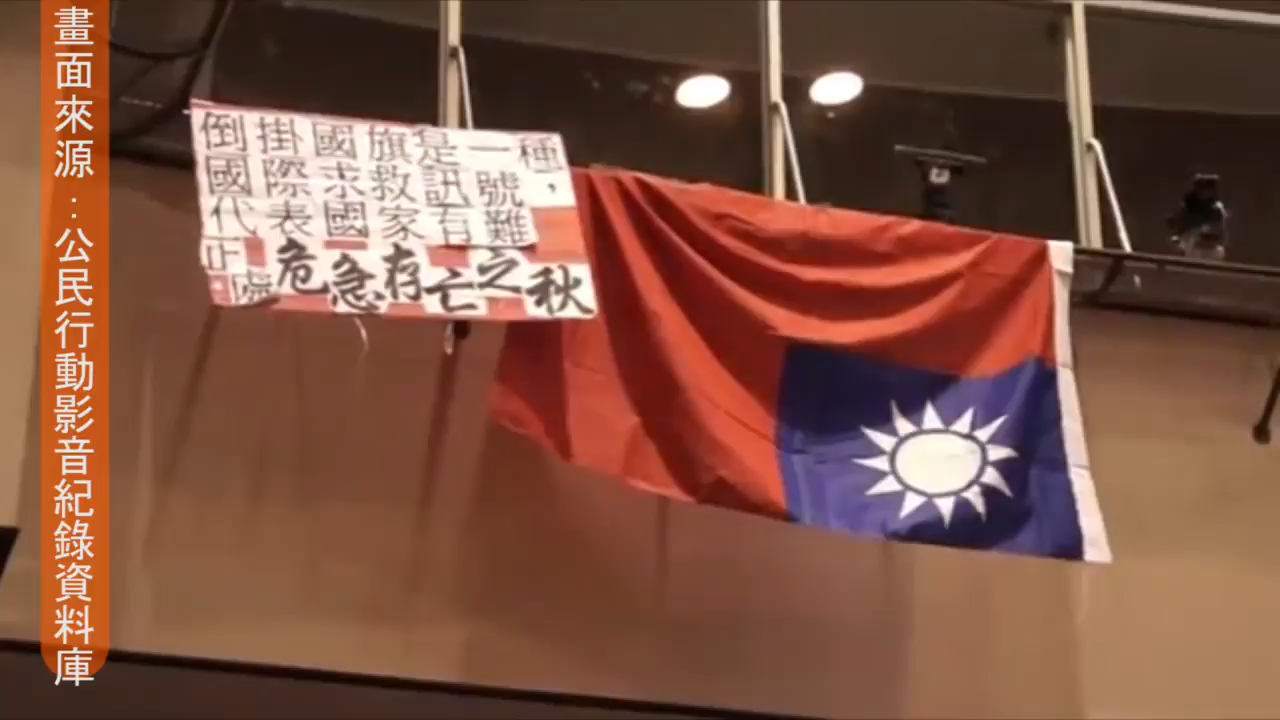 畫面來源：公民行動影音紀錄資料庫
倒掛國旗是一種
國際求救訊號，
代表國家有難
此處危急存亡之秋